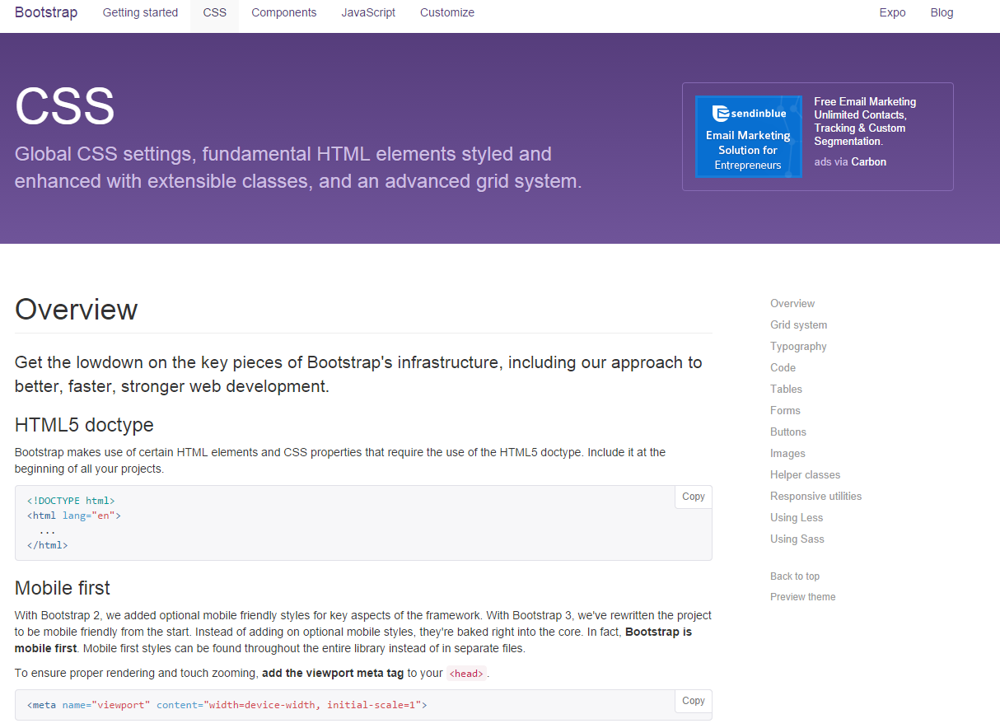 Bootstrap Getting started CSS Components JavaScript Customize Expo Blog
CSS
Global CSS settings, fundamental HTML elements styled and
enhanced with extensible classes, and an advanced grid system.
sendinblue
Email Marketing
Solution for
Entrepreneurs
Free Email Marketing
Unlimited Contacts,
Tracking & Custom
Segmentation.
ads via Carbon
Overview
Get the lowdown on the key pieces of Bootstrap's infrastructure, including our approach to
better, faster, stronger web development.
HTML5 doctype
Bootstrap makes use of certain HTML elements and CSS properties that require the use of the HTML5 doctype. Include it at the
beginning of all your projects.
Copy
<!DOCTYPE html>
<html lang="en">
...
</html>
Mobile first
With Bootstrap 2, we added optional mobile friendly styles for key aspects of the framework. With Bootstrap 3, we've rewritten the project
to be mobile friendly from the start. Instead of adding on optional mobile styles, they're baked right into the core. In fact, Bootstrap is
mobile first. Mobile first styles can be found throughout the entire library instead of in separate files.
To ensure proper rendering and touch zooming, add the viewport meta tag to your <head>.
Copy
<meta name="viewport" content="width=device-width, initial-scale=1">
Overview
Grid system
Typography
Code
Tables
Forms
Buttons
Images
Helper classes
Responsive utilities
Using Less
Using Sass
Back to top
Preview theme